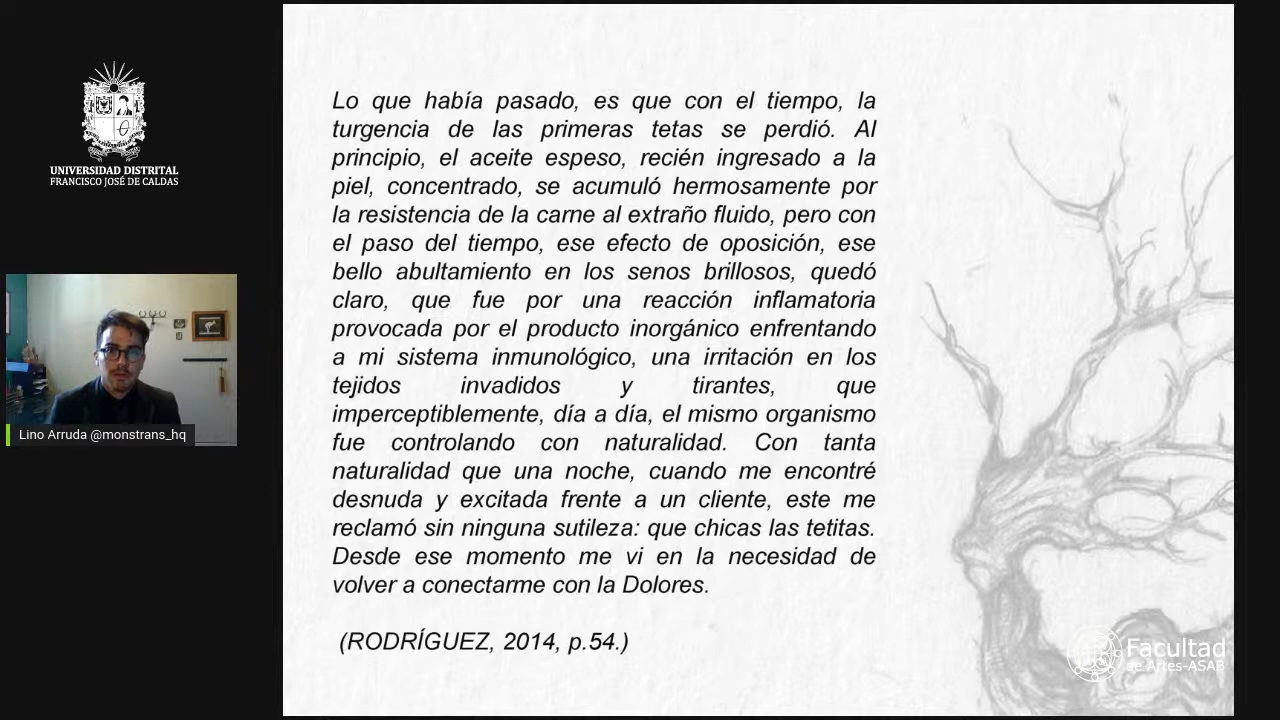 UNIVERSIDAD DISTRITAL
FRANCISCO JOSÉ DE CALDAS
Lino Arruda @monstrans_hq
Lo que había pasado, es que con el tiempo, la
turgencia de las primeras tetas se perdió. Al
principio, el aceite espeso, recién ingresado a la
piel, concentrado, se acumuló hermosamente por
la resistencia de la carne al extraño fluido, pero con
el paso del tiempo, ese efecto de oposición, ese
bello abultamiento en los senos brillosos, quedó
claro, que fue por una reacción inflamatoria
provocada por el producto inorgánico enfrentando
a mi sistema inmunológico, una irritación en los
tejidos invadidos y tirantes, que
imperceptiblemente, día a día, el mismo organismo
fue controlando con naturalidad. Con tanta
naturalidad que una noche, cuando me encontré
desnuda y excitada frente a un cliente, este me
reclamó sin ninguna sutileza: que chicas las tetitas.
Desde ese momento me vi en la necesidad de
volver a conectarme con la Dolores.
(RODRÍGUEZ, 2014, p.54.)
Facultad
de Artes-ASAB